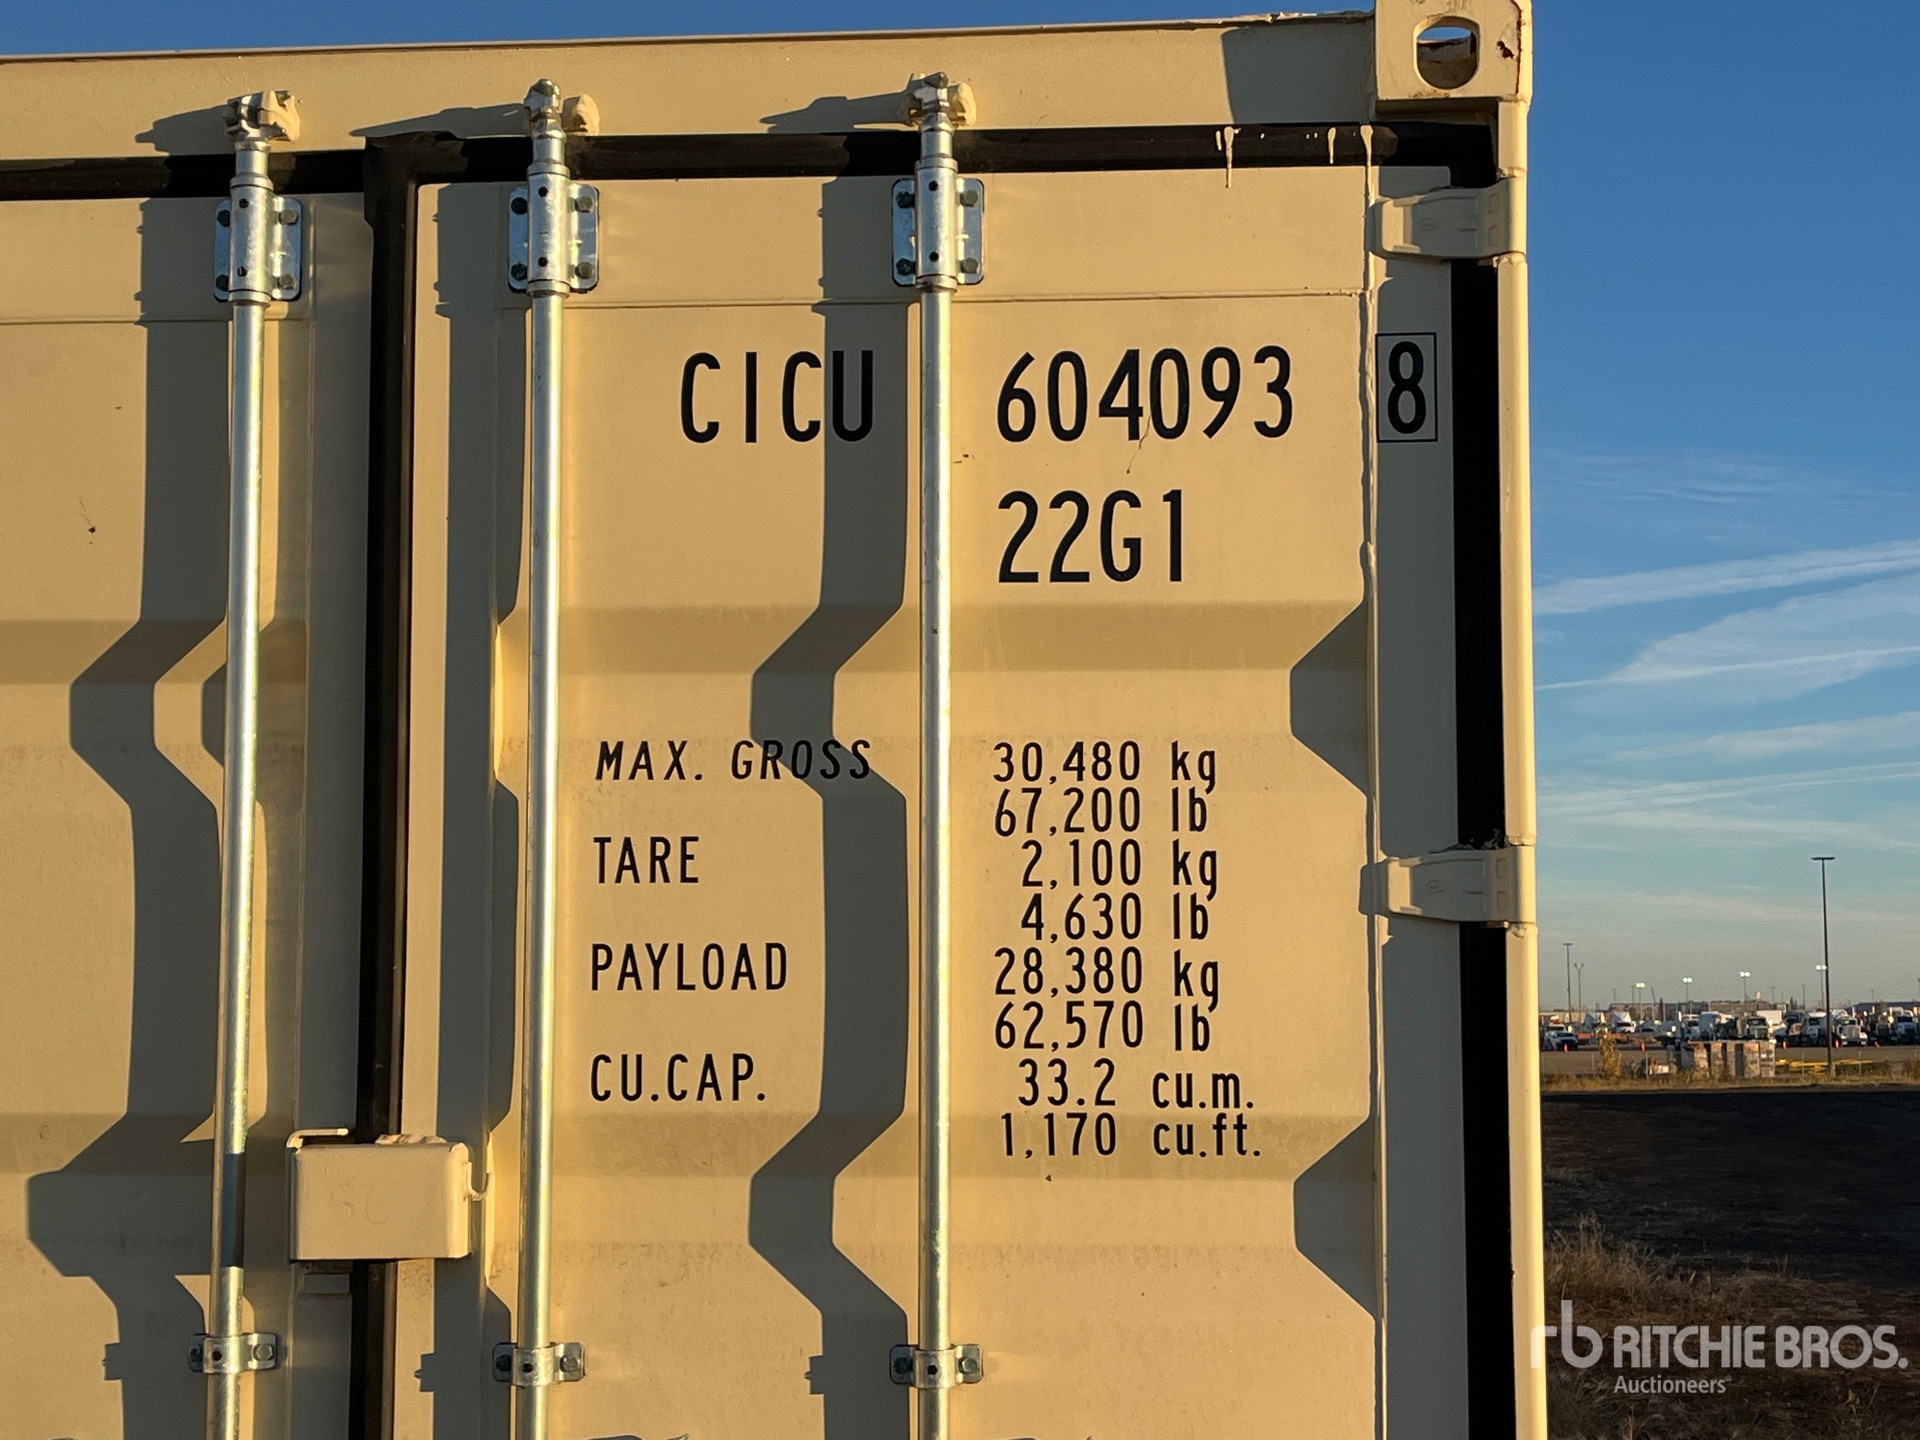 CICU 604093 8
22G1
MAX. GROSS 30,480 kg
67,200 lb
TARE 2,100 kg
4,630 lb
PAYLOAD 28,380 kg
62,570 lb
CU.CAP. 33.2 cu.m.
1,170 cu.ft.
rb RITCHIE BROS.
Auctioneers